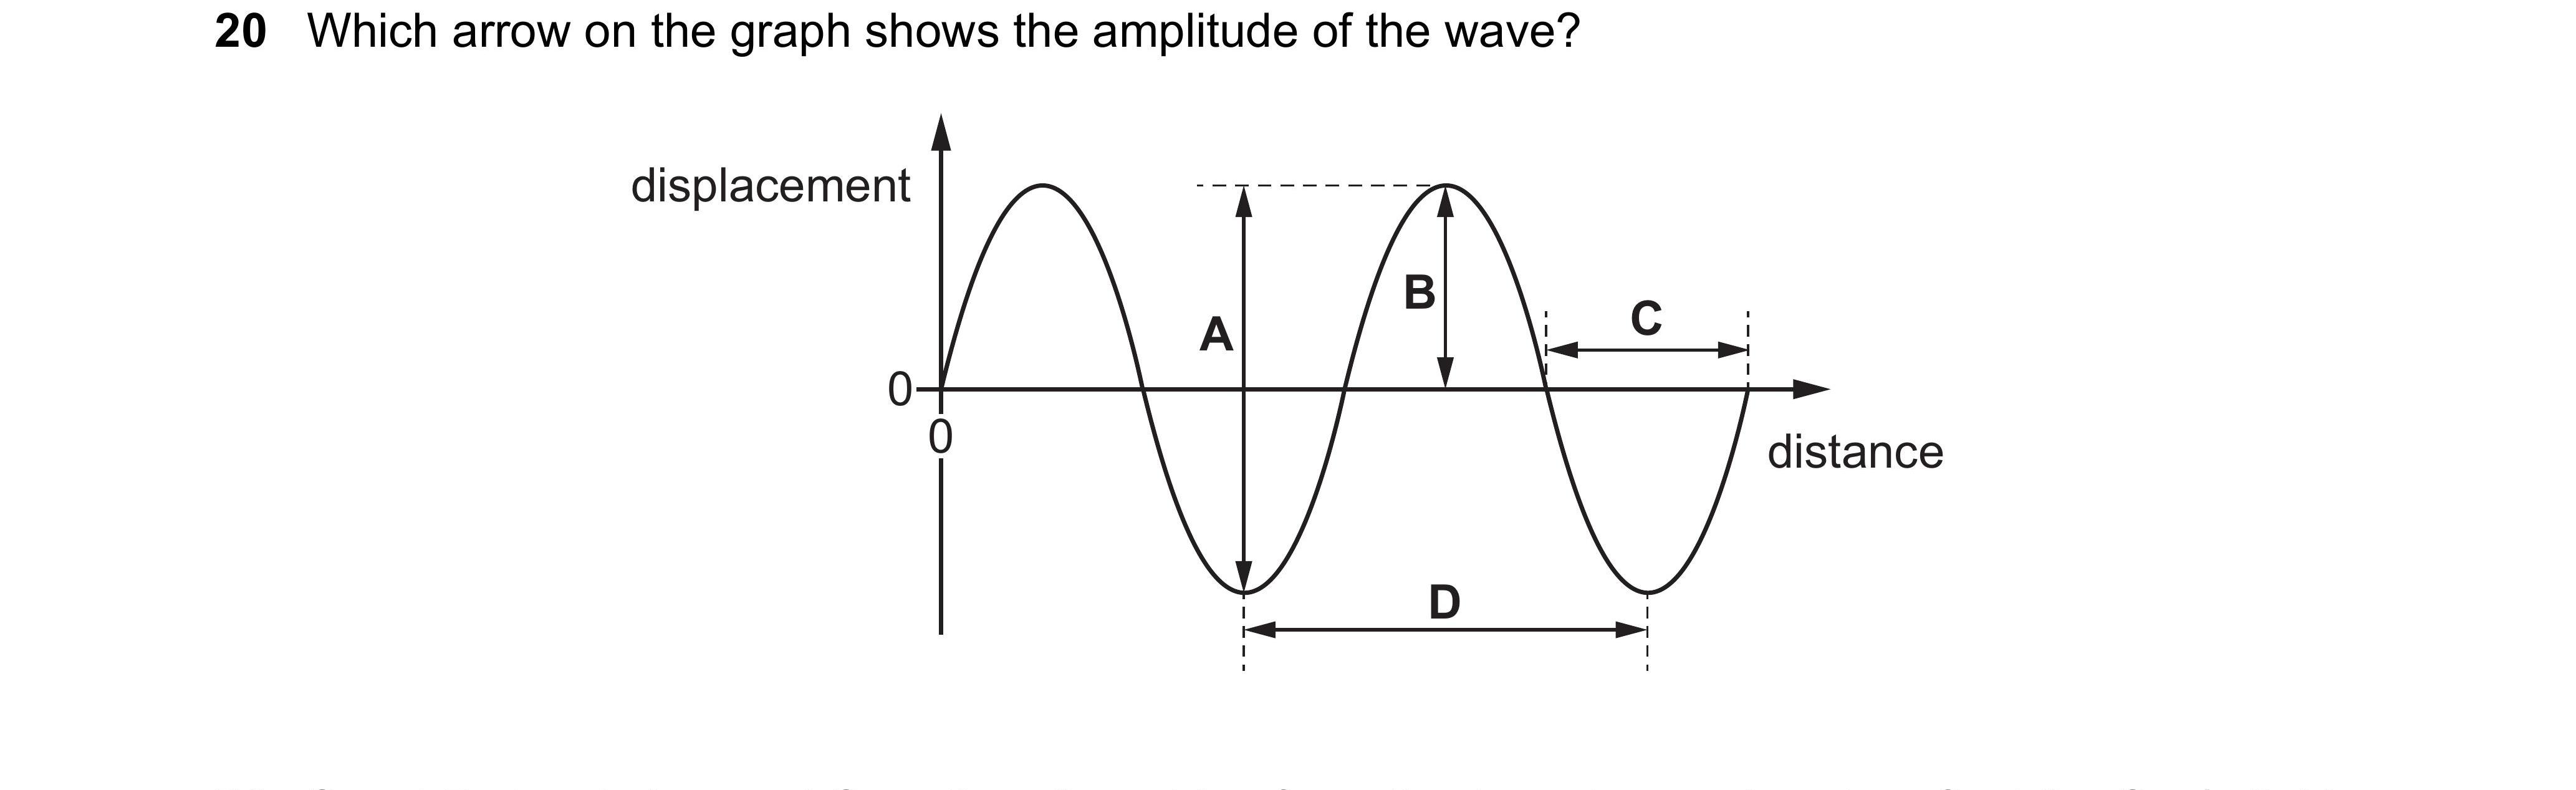 20 Which arrow on the graph shows the amplitude of the wave?
displacement
B
C
A
0
0
distance
D